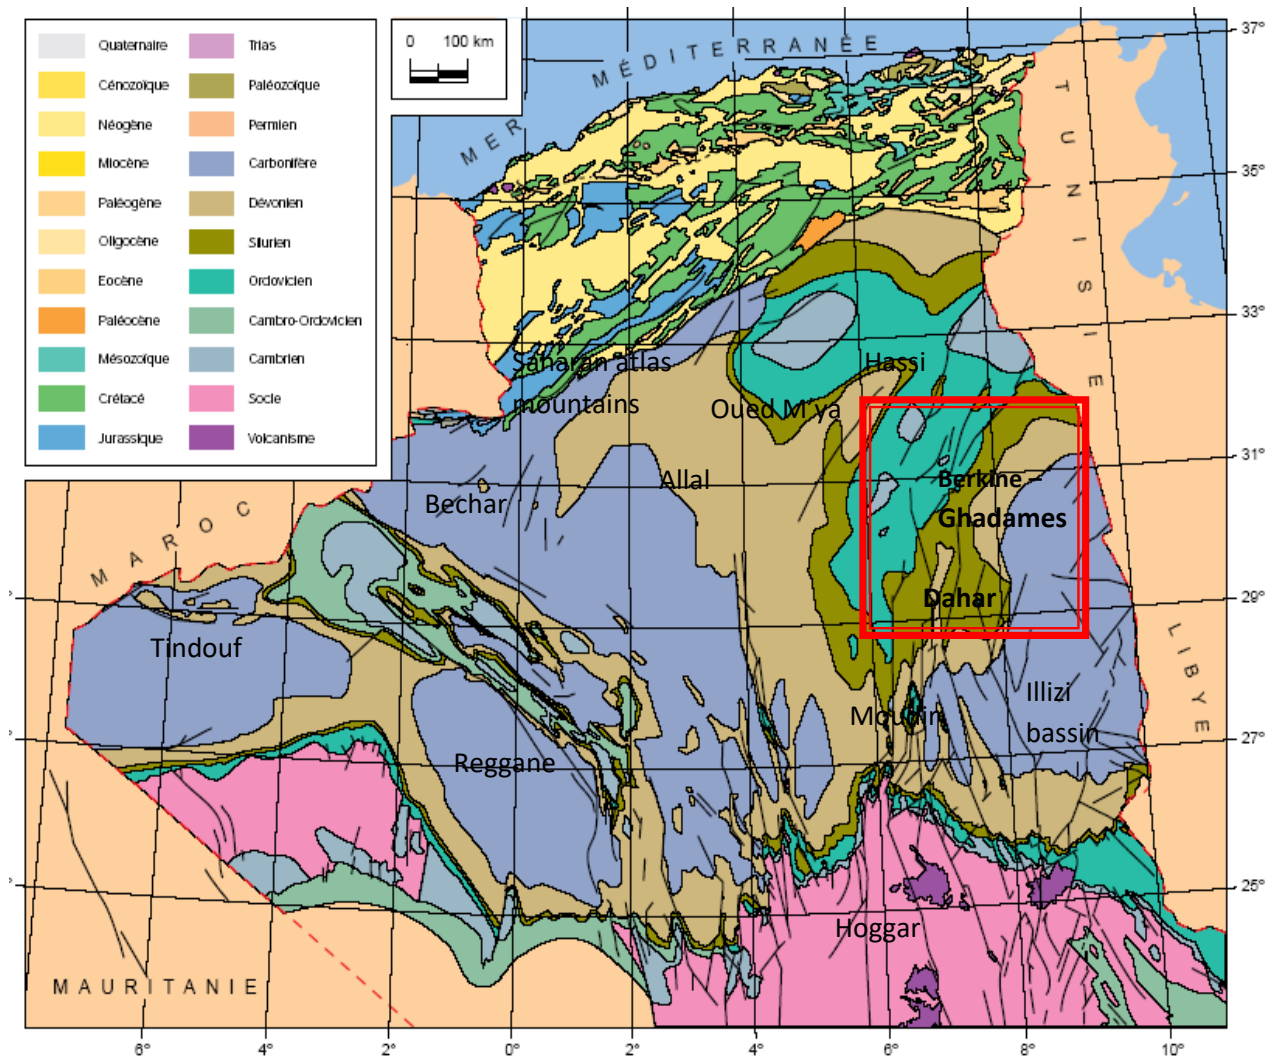 Quaternaire
Cénozoïque
Néogène
Miocène
Paléogène
Oligocène
Eocène
Paléocène
Mésozoïque
Crétacé
Jurassique
Trias
Paléozoïque
Permien
Carbonifère
Dévonien
Silurien
Ordovicien
Cambro-Ordovicien
Cambrien
Socle
Volcanisme
0 100 km
MER MÉDITERRANÉE
TUNISIE
MAROC
LIBYE
MAURITANIE
Saharan atlas
mountains
Hassi
Oued M'ya
Allal
Bechar
Berkine –
Ghadames
Dahar
Tindouf
Illizi
bassin
Reggane
Hoggar
37°
35°
33°
31°
29°
27°
25°
6° 4° 2° 0° 2° 4° 6° 8° 10°